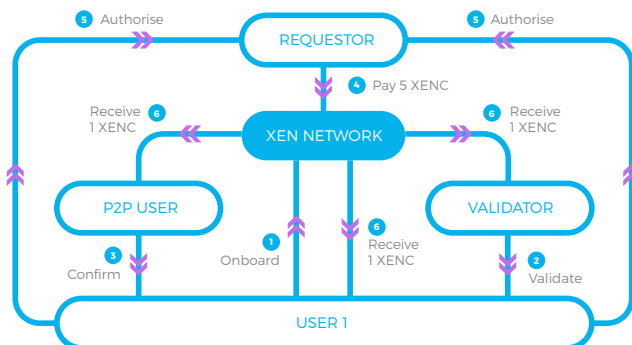 5 Authorise
5 Authorise
REQUESTOR
4 Pay 5 XENC
Receive 6
1 XENC
6 Receive
1 XENC
XEN NETWORK
P2P USER
VALIDATOR
1
Onboard
6
Receive
1 XENC
3
Confirm
2
Validate
USER 1